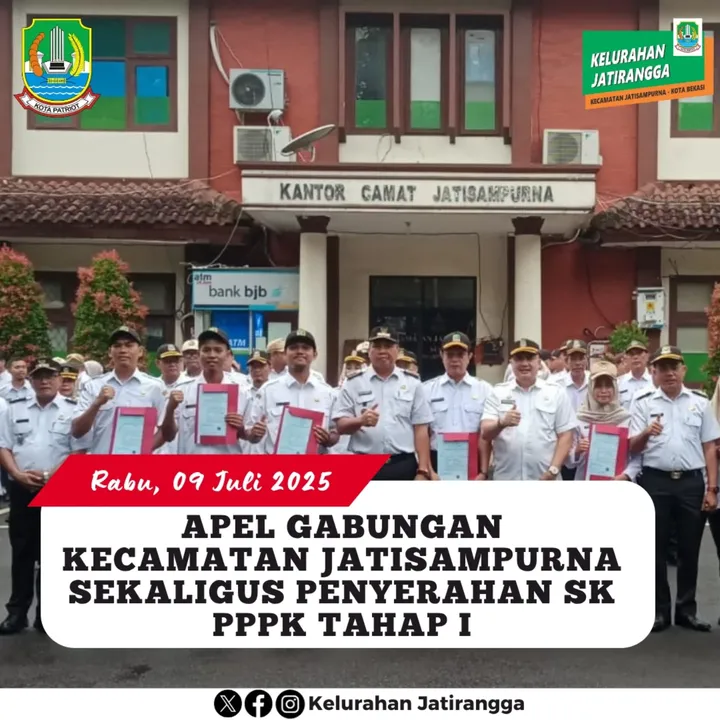 KOTA PATRIOT
KELURAHAN
JATIRANGGA
KECAMATAN JATISAMPURNA - KOTA BEKASI
KANTOR CAMAT JATISAMPURNA
atm
bank bjb
ATM
Rabu, 09 Juli 2025
APEL GABUNGAN
KECAMATAN JATISAMPURNA
SEKALIGUS PENYERAHAN SK
PPPK TAHAP I
Kelurahan Jatirangga